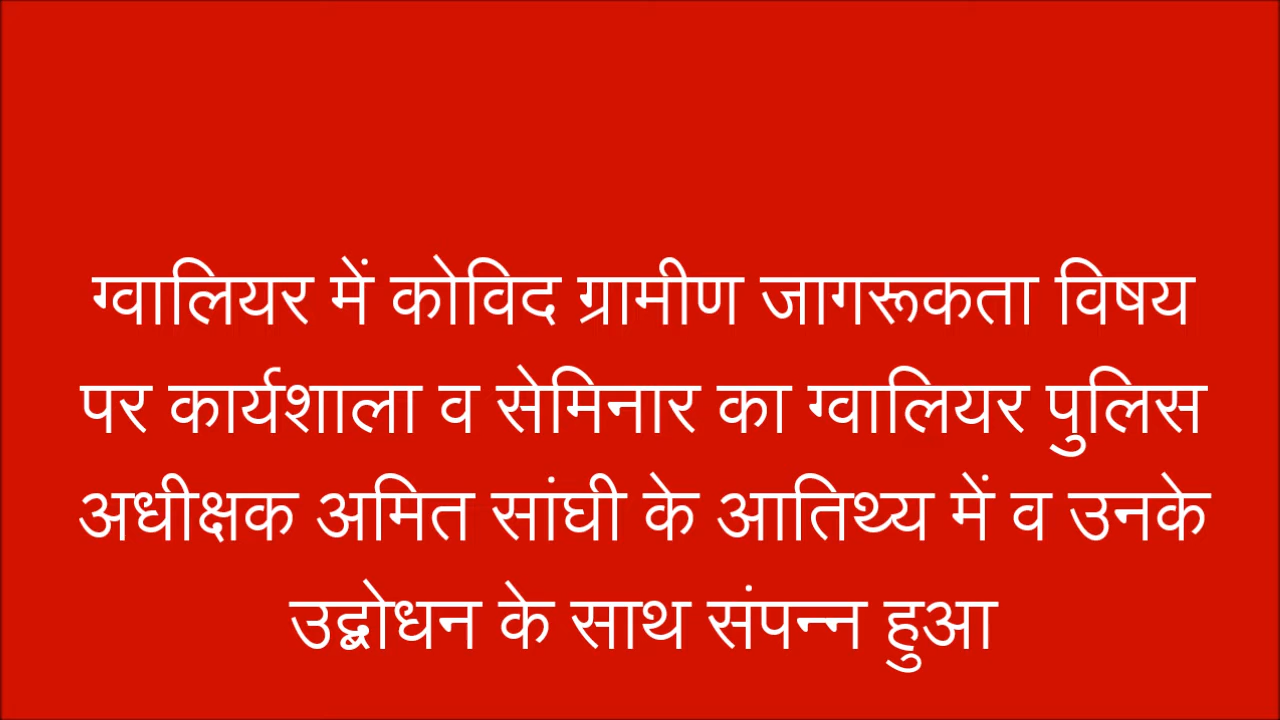 ग्वालियर में कोविद ग्रामीण जागरूकता विषय
पर कार्यशाला व सेमिनार का ग्वालियर पुलिस
अधीक्षक अमित सांघी के आतिथ्य में व उनके
उद्बोधन के साथ संपन्न हुआ